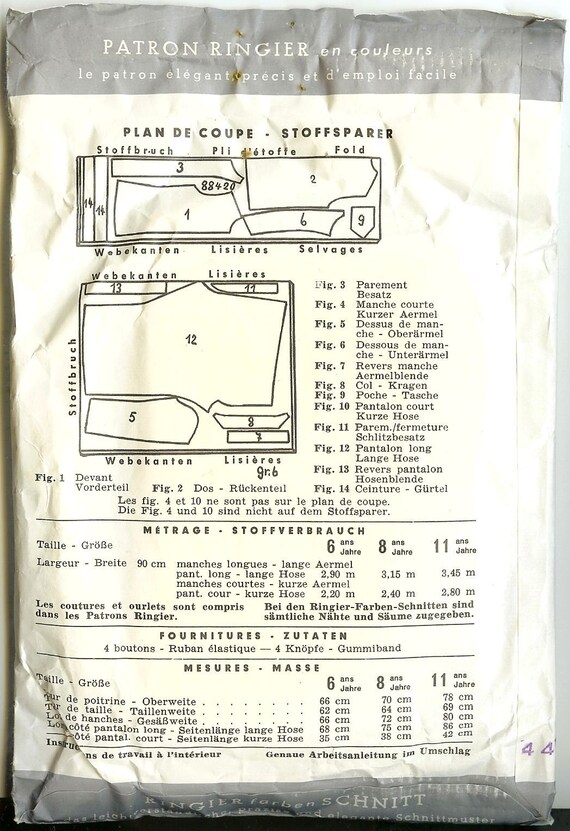 PATRON RINGIER en couleurs
le patron élégant, précis et d'emploi facile
PLAN DE COUPE - STOFFSPARER
Stoffbruch Pli d'étoffe Fold
3
88420
2
14 14
1
6
9
Webekanten Lisières Selvages
Webekanten Lisières
13
11
12
Stoffbruch
5
8
7
Webekanten Lisières
gr. 6
Fig. 1 Devant
Vorderteil
Fig. 2 Dos - Rückenteil
Fig. 3 Parement
Besatz
Fig. 4 Manche courte
Kurzer Aermel
Fig. 5 Dessus de man-
che - Oberärmel
Fig. 6 Dessous de man-
che - Unterärmel
Fig. 7 Revers manche
Aermelblende
Fig. 8 Col - Kragen
Fig. 9 Poche - Tasche
Fig. 10 Pantalon court
Kurze Hose
Fig. 11 Parem./fermeture
Schlitzbesatz
Fig. 12 Pantalon long
Lange Hose
Fig. 13 Revers pantalon
Hosenblende
Fig. 14 Ceinture - Gürtel
Les fig. 4 et 10 ne sont pas sur le plan de coupe.
Die Fig. 4 und 10 sind nicht auf dem Stoffsparer.
MÉTRAGE - STOFFVERBRAUCH
Taille - Größe 6 ans Jahre 8 ans Jahre 11 ans Jahre
Largeur - Breite 90 cm manches longues - lange Aermel
pant. long - lange Hose 2,90 m 3,15 m 3,45 m
manches courtes - kurze Aermel
pant. cour - kurze Hose 2,20 m 2,40 m 2,80 m
Les coutures et ourlets sont compris
dans les Patrons Ringier.
Bei den Ringier-Farben-Schnitten sind
sämtliche Nähte und Säume zugegeben.
FOURNITURES - ZUTATEN
4 boutons - Ruban élastique — 4 Knöpfe - Gummiband
MESURES - MASSE
Taille - Größe 6 ans Jahre 8 ans Jahre 11 ans Jahre
de poitrine - Oberweite 66 cm 70 cm 78 cm
de taille - Taillenweite 62 cm 64 cm 69 cm
de hanches - Gesäßweite 66 cm 72 cm 80 cm
côté pantalon long - Seitenlänge lange Hose 68 cm 75 cm 86 cm
côté pantal. court - Seitenlänge kurze Hose 35 cm 38 cm 42 cm
de travail à l'intérieur Genaue Arbeitsanleitung im Umschlag
44
RINGIER farben SCHNITT
elegante Schnittmuster